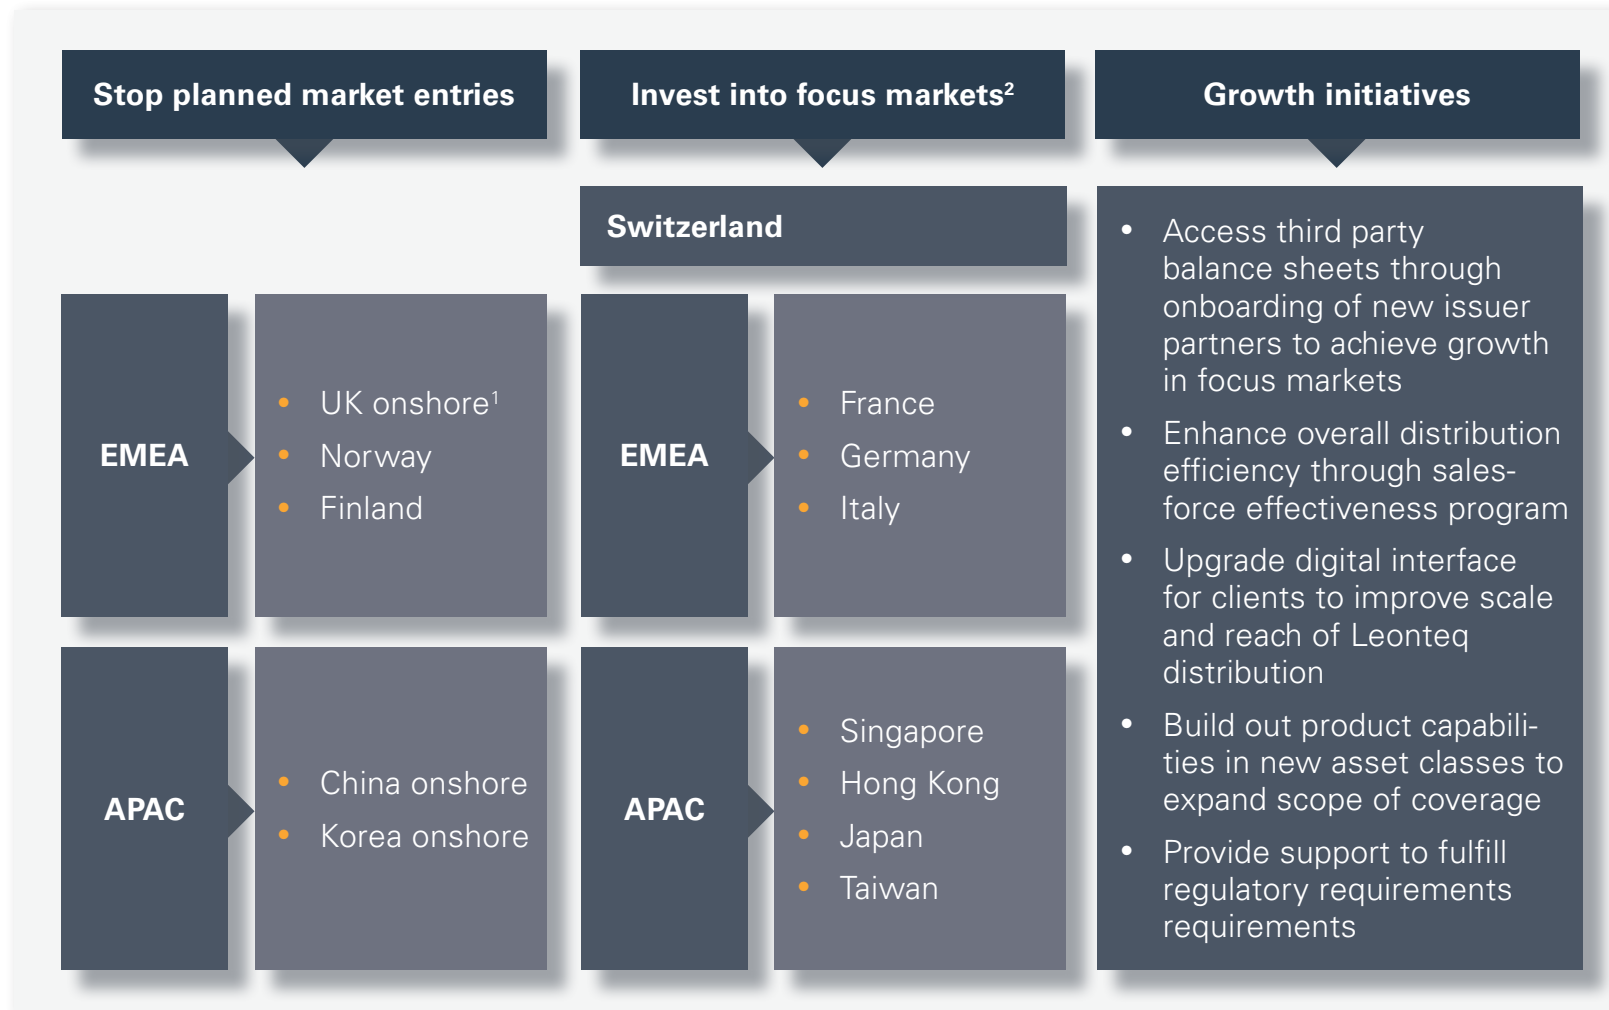 Stop planned market entries
EMEA
• UK onshore¹
• Norway
• Finland
APAC
• China onshore
• Korea onshore
Invest into focus markets²
Switzerland
EMEA
• France
• Germany
• Italy
APAC
• Singapore
• Hong Kong
• Japan
• Taiwan
Growth initiatives
• Access third party
balance sheets through
onboarding of new issuer
partners to achieve growth
in focus markets
• Enhance overall distribution
efficiency through sales-
force effectiveness program
• Upgrade digital interface
for clients to improve scale
and reach of Leonteq
distribution
• Build out product capabili-
ties in new asset classes to
expand scope of coverage
• Provide support to fulfill
regulatory requirements
requirements